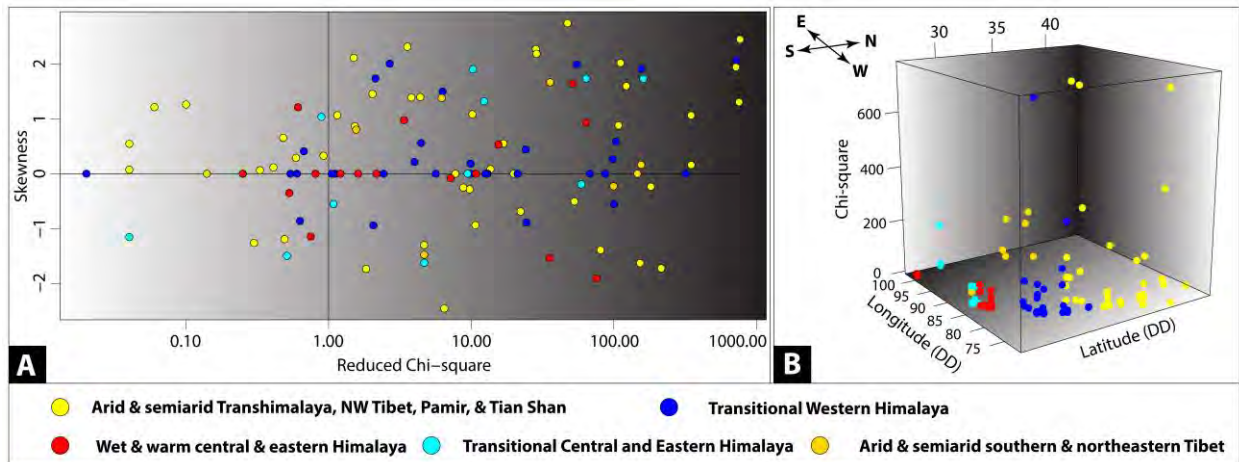 2
1
0
-1
-2
Skewness
0.10
1.00
10.00
100.00
1000.00
Reduced Chi-square
A
E
S
N
W
30
35
40
600
400
200
0
Chi-square
100
95
90
85
80
75
Longitude (DD)
Latitude (DD)
B
Arid & semiarid Transhimalaya, NW Tibet, Pamir, & Tian Shan
Transitional Western Himalaya
Wet & warm central & eastern Himalaya
Transitional Central and Eastern Himalaya
Arid & semiarid southern & northeastern Tibet